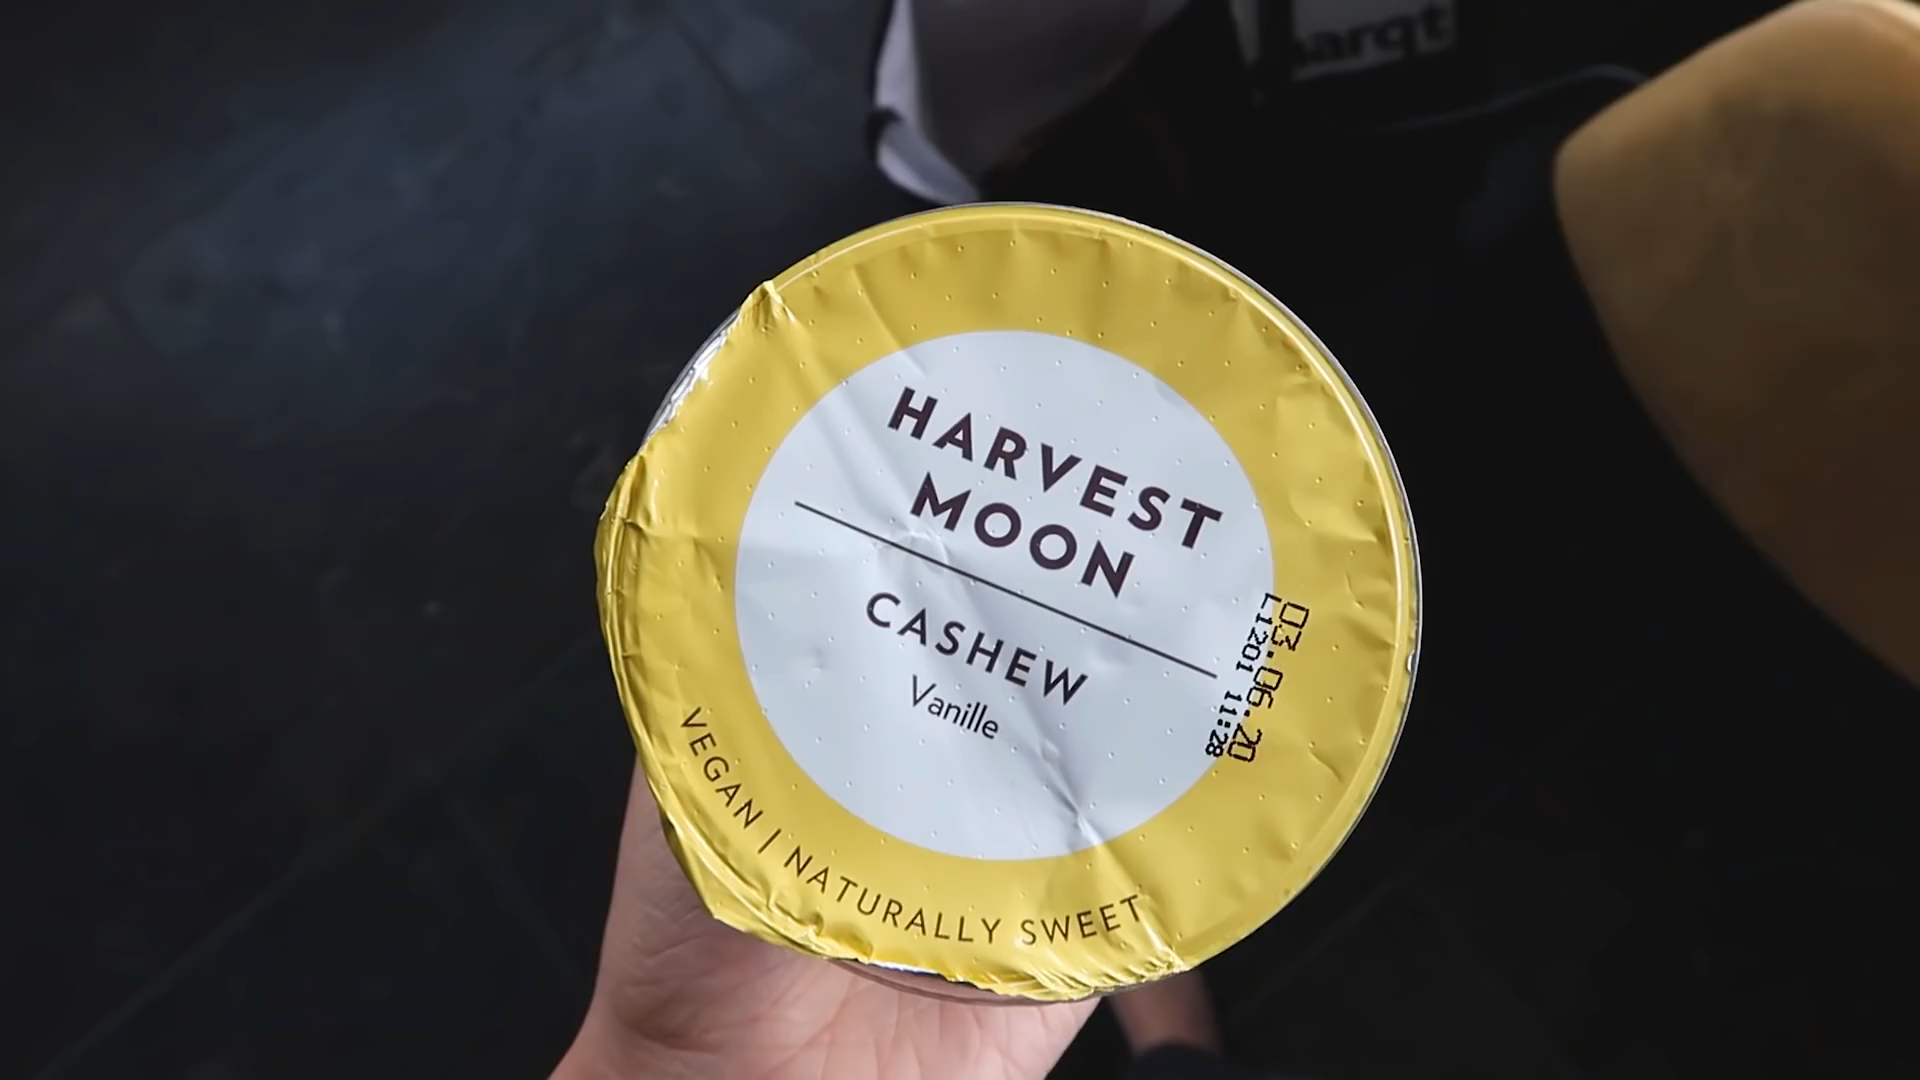 HARVEST
MOON
CASHEW
Vanille
VEGAN | NATURALLY SWEET
03.06.20
L1201 11:28